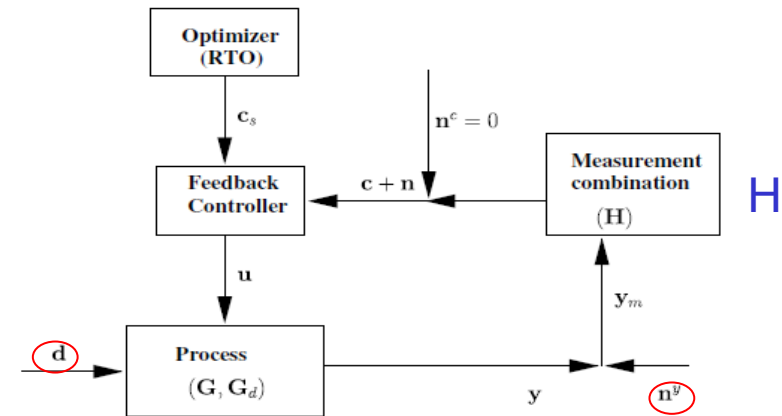 Optimizer
(RTO)
c_s
n^c = 0
Feedback
Controller
c + n
Measurement
combination
(H)
H
u
y_m
d
Process
(G, G_d)
y
n^y